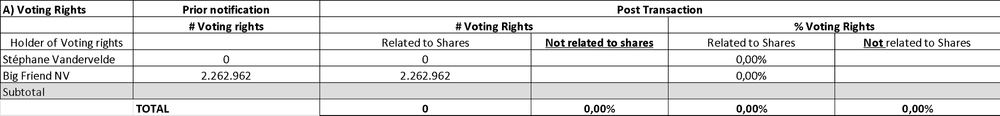 A) Voting Rights Prior notification Post Transaction
# Voting rights # Voting Rights % Voting Rights
Holder of Voting rights Related to Shares Not related to shares Related to Shares Not related to Shares
Stéphane Vandervelde 0 0 0,00%
Big Friend NV 2.262.962 2.262.962 0,00%
Subtotal
TOTAL 0 0,00% 0,00% 0,00%